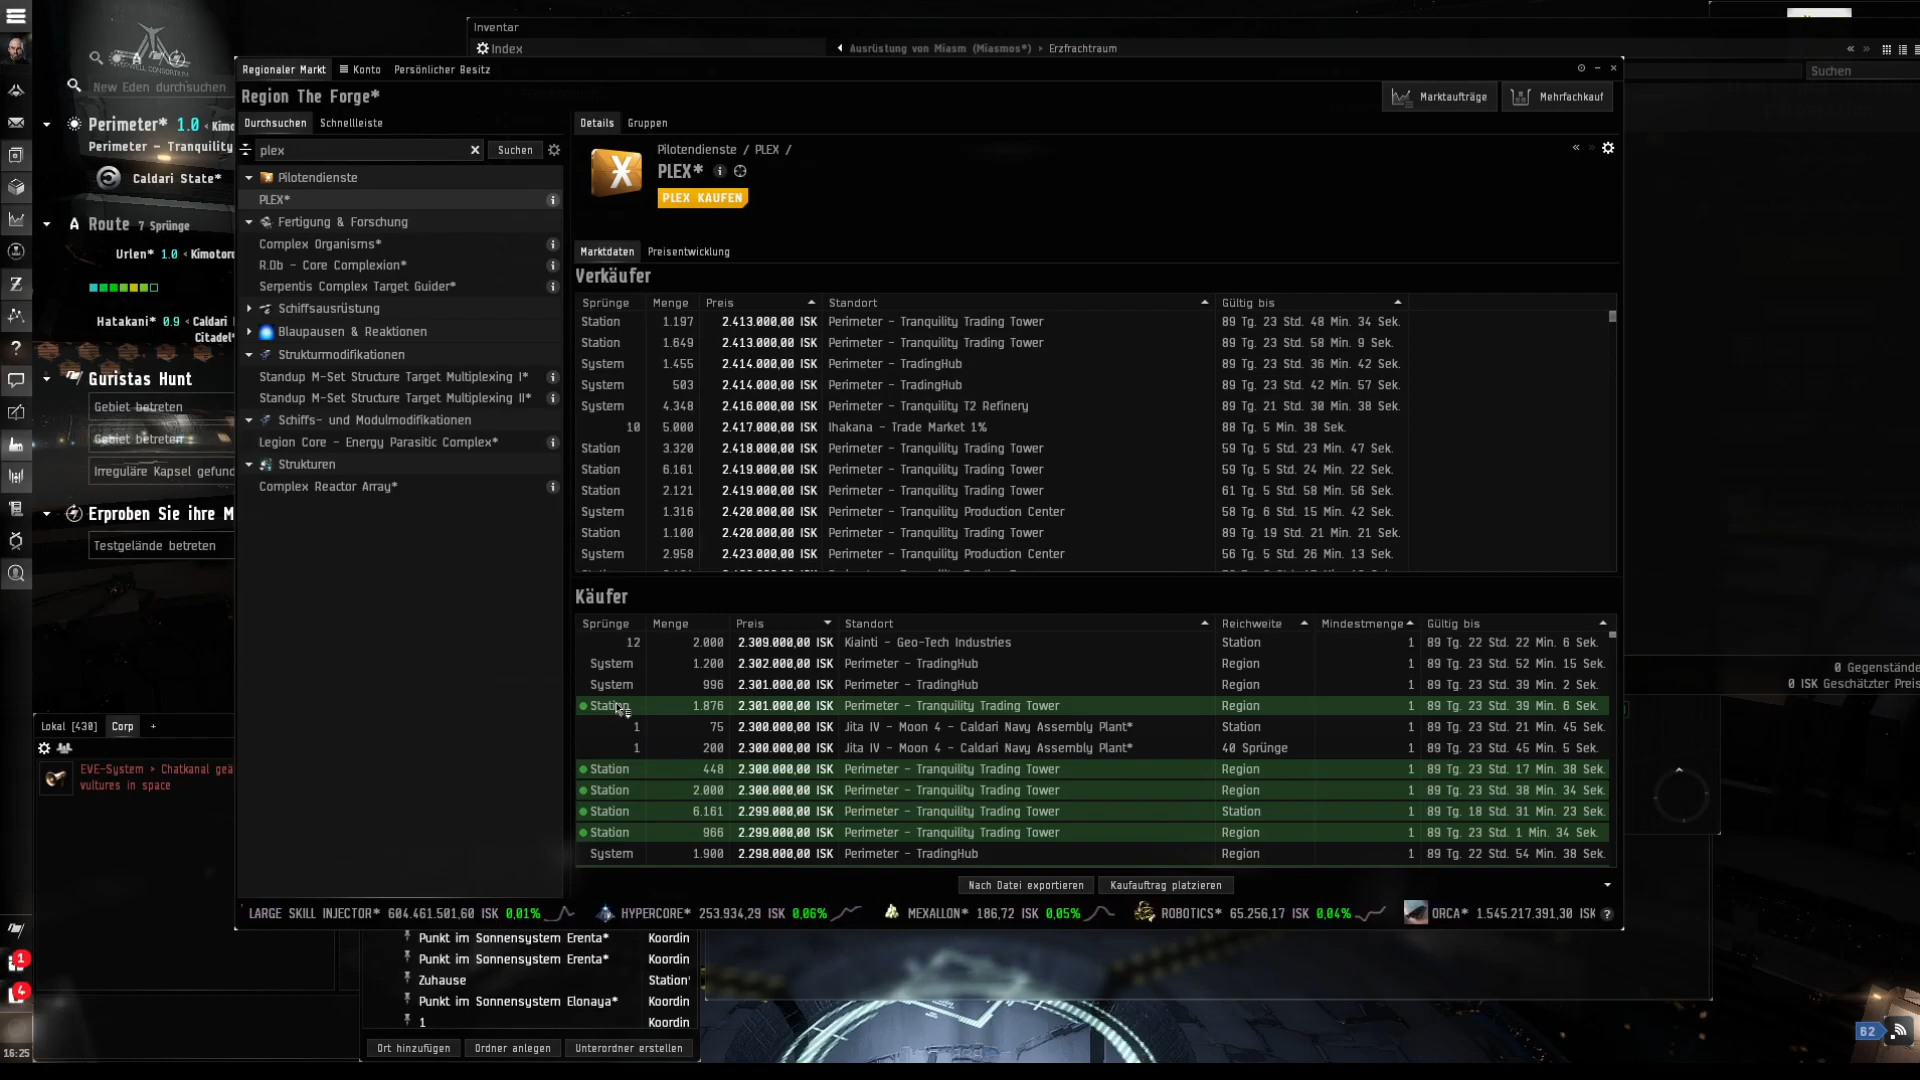 Inventar
Index
Ausrüstung von Miasm (Miasmos*) › Erzfrachtraum
Suchen
New Eden durchsuchen
Perimeter* 1.0 ‹ Kimo
Perimeter - Tranquility
Caldari State*
Route 7 Sprünge
Urlen* 1.0 ‹ Kimotoro
Hatakani* 0.9 ‹ Caldari
Citadel*
Guristas Hunt
Gebiet betreten
Gebiet betreten
Irreguläre Kapsel gefund
Erproben Sie ihre M
Testgelände betreten
Regionaler Markt
Konto
Persönlicher Besitz
Region The Forge*
Marktaufträge
Mehrfachkauf
Durchsuchen
Schnellleiste
plex
Suchen
Pilotendienste
PLEX*
Fertigung & Forschung
Complex Organisms*
R.Db - Core Complexion*
Serpentis Complex Target Guider*
Schiffsausrüstung
Blaupausen & Reaktionen
Strukturmodifikationen
Standup M-Set Structure Target Multiplexing I*
Standup M-Set Structure Target Multiplexing II*
Schiffs- und Modulmodifikationen
Legion Core - Energy Parasitic Complex*
Strukturen
Complex Reactor Array*
Details
Gruppen
Pilotendienste / PLEX /
PLEX*
PLEX KAUFEN
Marktdaten
Preisentwicklung
Verkäufer
Sprünge Menge Preis Standort Gültig bis
Station 1.197 2.413.000,00 ISK Perimeter - Tranquility Trading Tower 89 Tg. 23 Std. 48 Min. 34 Sek.
Station 1.649 2.413.000,00 ISK Perimeter - Tranquility Trading Tower 89 Tg. 23 Std. 58 Min. 9 Sek.
System 1.455 2.414.000,00 ISK Perimeter - TradingHub 89 Tg. 23 Std. 36 Min. 42 Sek.
System 503 2.414.000,00 ISK Perimeter - TradingHub 89 Tg. 23 Std. 42 Min. 57 Sek.
System 4.348 2.416.000,00 ISK Perimeter - Tranquility T2 Refinery 89 Tg. 21 Std. 30 Min. 38 Sek.
10 5.000 2.417.000,00 ISK Ihakana - Trade Market 1% 88 Tg. 5 Min. 38 Sek.
Station 3.320 2.418.000,00 ISK Perimeter - Tranquility Trading Tower 59 Tg. 5 Std. 23 Min. 47 Sek.
Station 6.161 2.419.000,00 ISK Perimeter - Tranquility Trading Tower 59 Tg. 5 Std. 24 Min. 22 Sek.
Station 2.121 2.419.000,00 ISK Perimeter - Tranquility Trading Tower 61 Tg. 5 Std. 58 Min. 56 Sek.
System 1.316 2.420.000,00 ISK Perimeter - Tranquility Production Center 58 Tg. 6 Std. 15 Min. 42 Sek.
Station 1.100 2.420.000,00 ISK Perimeter - Tranquility Trading Tower 89 Tg. 19 Std. 21 Min. 21 Sek.
System 2.958 2.423.000,00 ISK Perimeter - Tranquility Production Center 56 Tg. 5 Std. 26 Min. 13 Sek.
Käufer
Sprünge Menge Preis Standort Reichweite Mindestmenge Gültig bis
12 2.000 2.309.000,00 ISK Kiainti - Geo-Tech Industries Station 1 89 Tg. 22 Std. 22 Min. 6 Sek.
System 1.200 2.302.000,00 ISK Perimeter - TradingHub Region 1 89 Tg. 23 Std. 52 Min. 15 Sek.
System 996 2.301.000,00 ISK Perimeter - TradingHub Region 1 89 Tg. 23 Std. 39 Min. 2 Sek.
Station 1.876 2.301.000,00 ISK Perimeter - Tranquility Trading Tower Region 1 89 Tg. 23 Std. 39 Min. 6 Sek.
1 75 2.300.000,00 ISK Jita IV - Moon 4 - Caldari Navy Assembly Plant* Station 1 89 Tg. 23 Std. 21 Min. 45 Sek.
1 200 2.300.000,00 ISK Jita IV - Moon 4 - Caldari Navy Assembly Plant* 40 Sprünge 1 89 Tg. 23 Std. 45 Min. 5 Sek.
Station 448 2.300.000,00 ISK Perimeter - Tranquility Trading Tower Region 1 89 Tg. 23 Std. 17 Min. 38 Sek.
Station 2.000 2.300.000,00 ISK Perimeter - Tranquility Trading Tower Region 1 89 Tg. 23 Std. 38 Min. 34 Sek.
Station 6.161 2.299.000,00 ISK Perimeter - Tranquility Trading Tower Station 1 89 Tg. 18 Std. 31 Min. 23 Sek.
Station 966 2.299.000,00 ISK Perimeter - Tranquility Trading Tower Region 1 89 Tg. 23 Std. 1 Min. 34 Sek.
System 1.900 2.298.000,00 ISK Perimeter - TradingHub Region 1 89 Tg. 22 Std. 54 Min. 38 Sek.
Nach Datei exportieren
Kaufauftrag platzieren
LARGE SKILL INJECTOR* 604.461.501,60 ISK 0,01% HYPERCORE* 253.934,29 ISK 0,06% MEXALLON* 186,72 ISK 0,05% ROBOTICS* 65.256,17 ISK 0,04% ORCA* 1.545.217.391,30 ISK
0 Gegenstände
0 ISK Geschätzter Preis
Lokal [430]
Corp
+
EVE-System > Chatkanal geä
vultures in space
Punkt im Sonnensystem Erenta* Koordin
Punkt im Sonnensystem Erenta* Koordin
Zuhause Station
Punkt im Sonnensystem Elonaya* Koordin
1 Koordin
Ort hinzufügen
Ordner anlegen
Unterordner erstellen
1
4
16:25
62